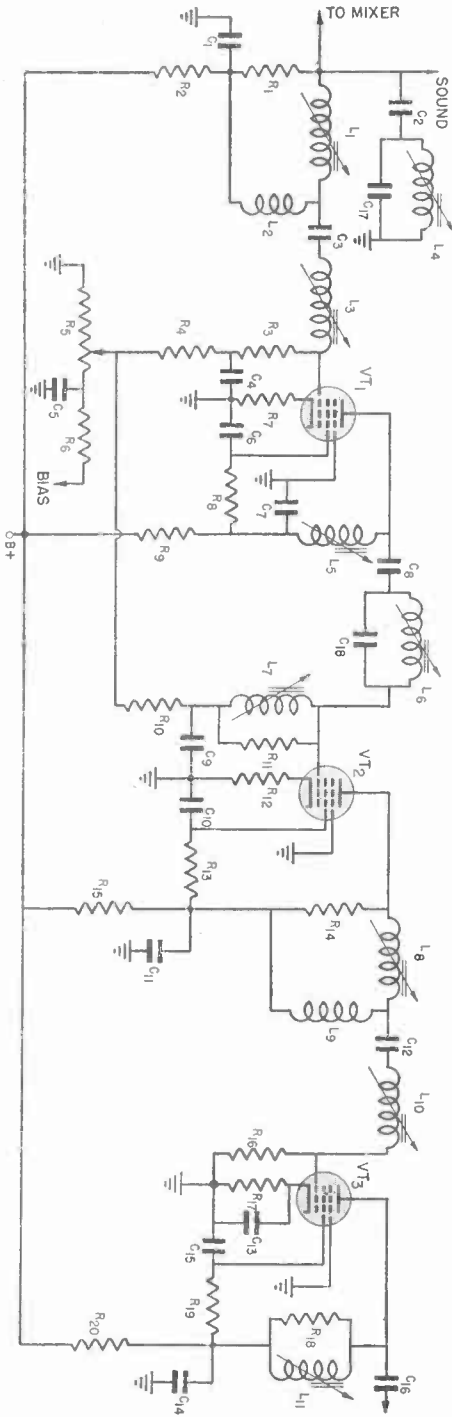 TO MIXER
SOUND
C1
R2
R1
L1
L2
C2
C17
L4
C3
L3
R5
C5
R6
BIAS
R4
R3
C4
R7
C6
R8
VT1
C7
L5
R9
B+
C8
C18
L6
L7
R10
C9
R11
R12
C10
VT2
R13
R15
C11
R14
L8
L9
C12
L10
R16
R17
C13
C15
VT3
R19
R20
C14
R18
L11
C16